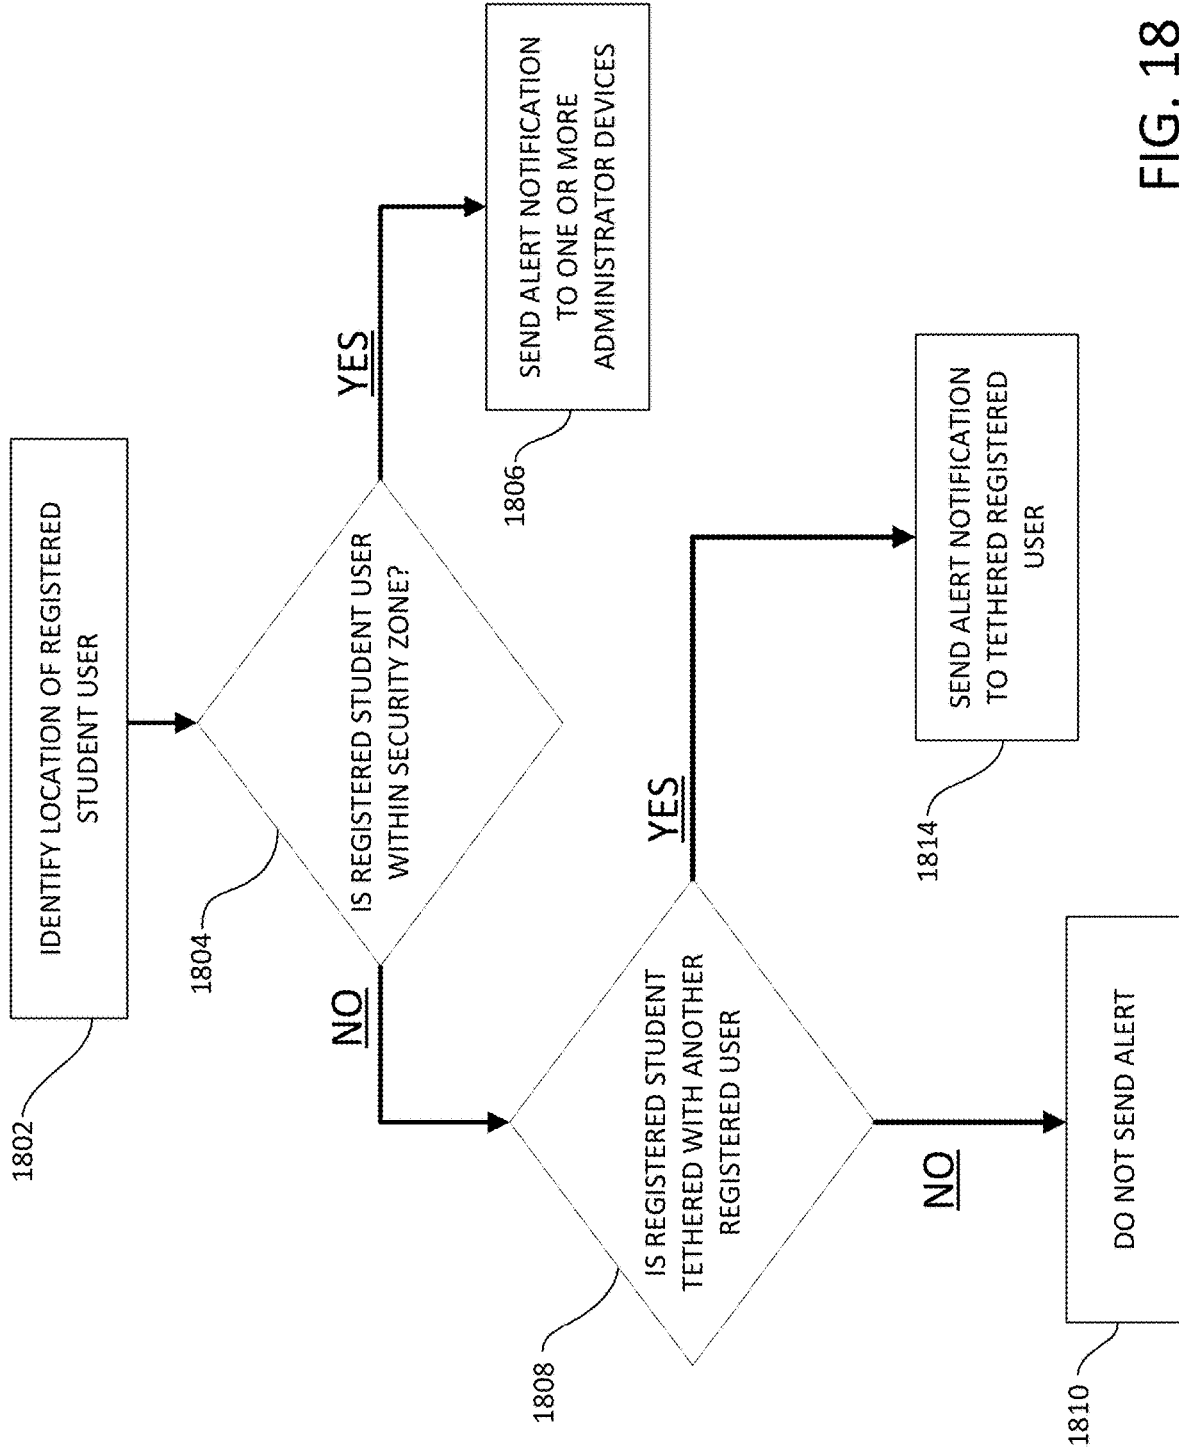 1802
IDENTIFY LOCATION OF REGISTERED
STUDENT USER
1804
IS REGISTERED STUDENT USER
WITHIN SECURITY ZONE?
YES
SEND ALERT NOTIFICATION
TO ONE OR MORE
ADMINISTRATOR DEVICES
1806
NO
1808
IS REGISTERED STUDENT
TETHERED WITH ANOTHER
REGISTERED USER
YES
SEND ALERT NOTIFICATION
TO TETHERED REGISTERED
USER
1814
NO
DO NOT SEND ALERT
1810
FIG. 18